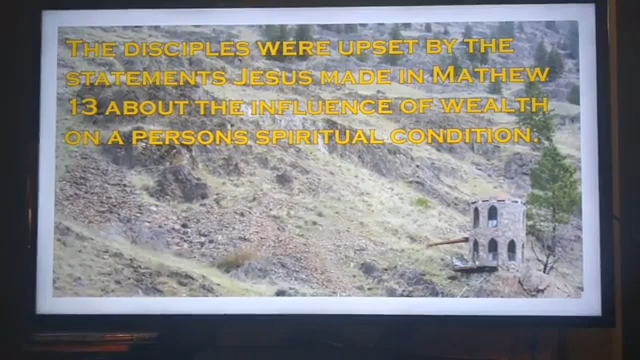 The disciples were upset by the
statements Jesus made in Mathew
13 about the influence of wealth
on a persons spiritual condition.